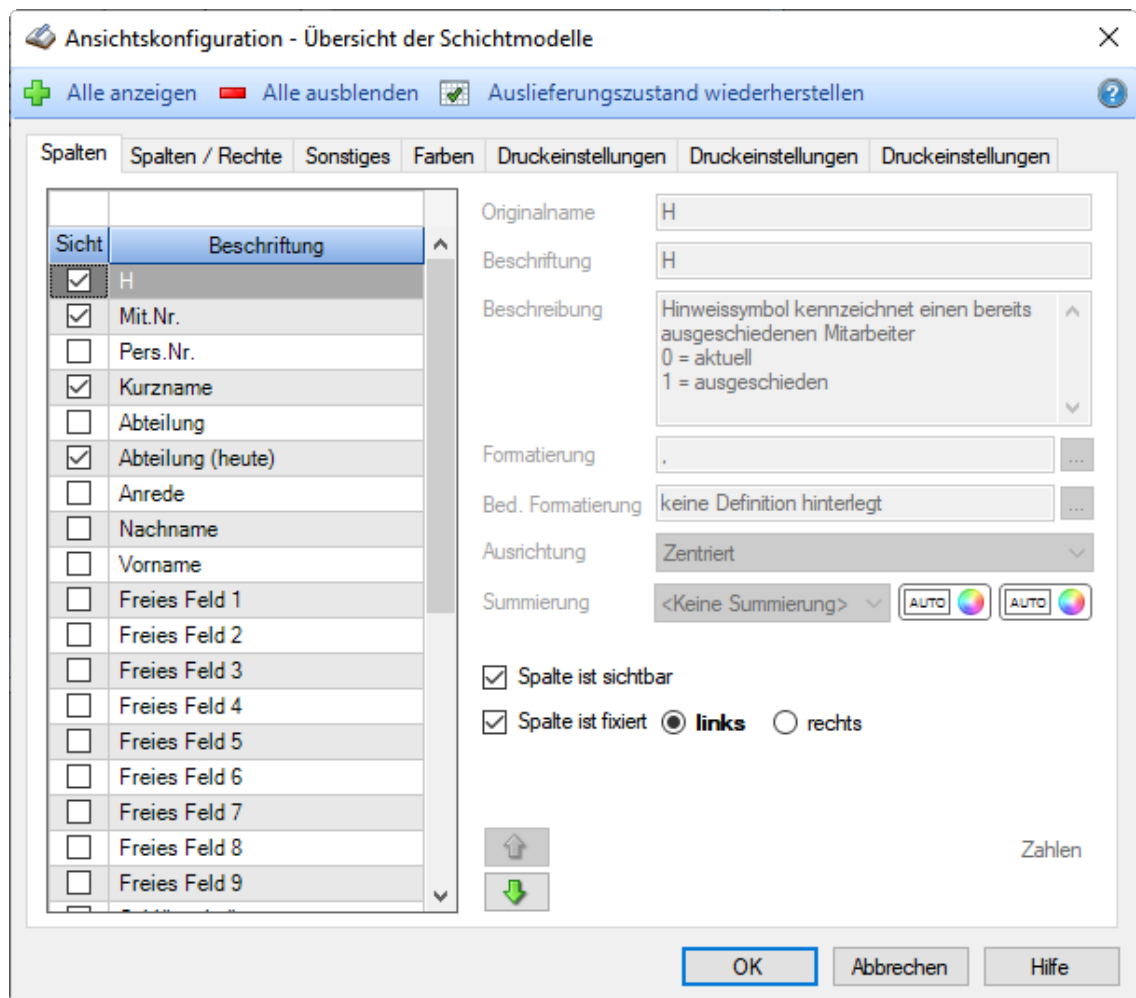 Ansichtskonfiguration - Übersicht der Schichtmodelle
Alle anzeigen Alle ausblenden Auslieferungszustand wiederherstellen
Spalten Spalten / Rechte Sonstiges Farben Druckeinstellungen Druckeinstellungen Druckeinstellungen
Sicht Beschriftung
H
Mit.Nr.
Pers.Nr.
Kurzname
Abteilung
Abteilung (heute)
Anrede
Nachname
Vorname
Freies Feld 1
Freies Feld 2
Freies Feld 3
Freies Feld 4
Freies Feld 5
Freies Feld 6
Freies Feld 7
Freies Feld 8
Freies Feld 9
Originalname H
Beschriftung H
Beschreibung Hinweissymbol kennzeichnet einen bereits
ausgeschiedenen Mitarbeiter
0 = aktuell
1 = ausgeschieden
Formatierung , ...
Bed. Formatierung keine Definition hinterlegt ...
Ausrichtung Zentriert
Summierung <Keine Summierung> AUTO AUTO
Spalte ist sichtbar
Spalte ist fixiert links rechts
Zahlen
OK Abbrechen Hilfe